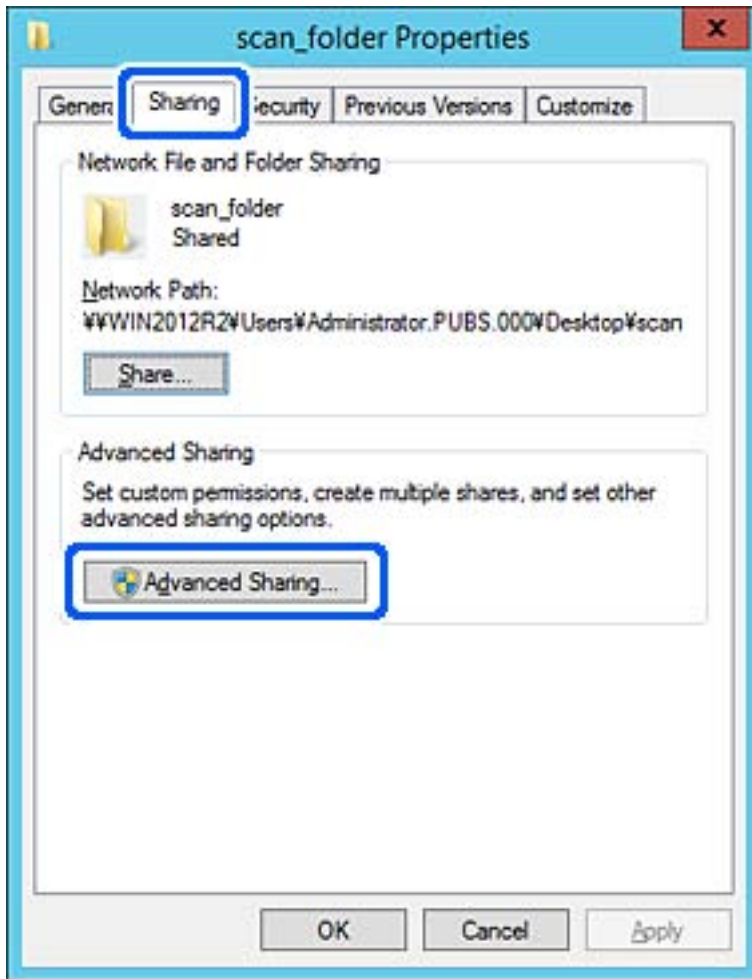 scan_folder Properties
x
General Sharing Security Previous Versions Customize
Network File and Folder Sharing
scan_folder
Shared
Network Path:
¥¥WIN2012R2¥Users¥Administrator.PUBS.000¥Desktop¥scan
Share...
Advanced Sharing
Set custom permissions, create multiple shares, and set other
advanced sharing options.
Advanced Sharing...
OK Cancel Apply